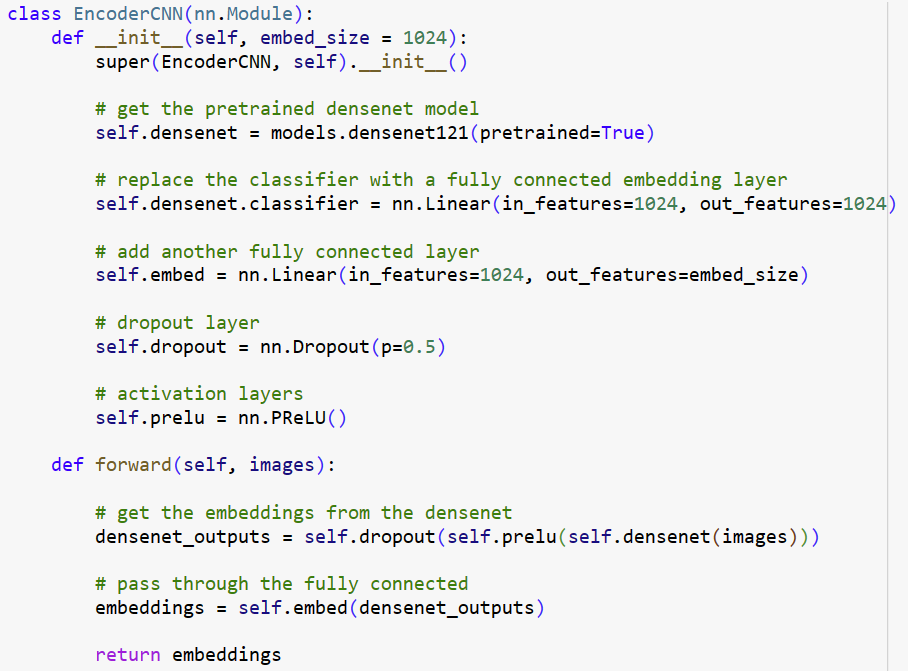 class EncoderCNN(nn.Module):
    def __init__(self, embed_size = 1024):
        super(EncoderCNN, self).__init__()
        # get the pretrained densenet model
        self.densenet = models.densenet121(pretrained=True)
        # replace the classifier with a fully connected embedding layer
        self.densenet.classifier = nn.Linear(in_features=1024, out_features=1024)
        # add another fully connected layer
        self.embed = nn.Linear(in_features=1024, out_features=embed_size)
        # dropout layer
        self.dropout = nn.Dropout(p=0.5)
        # activation layers
        self.prelu = nn.PReLU()
    def forward(self, images):
        # get the embeddings from the densenet
        densenet_outputs = self.dropout(self.prelu(self.densenet(images)))
        # pass through the fully connected
        embeddings = self.embed(densenet_outputs)
        return embeddings